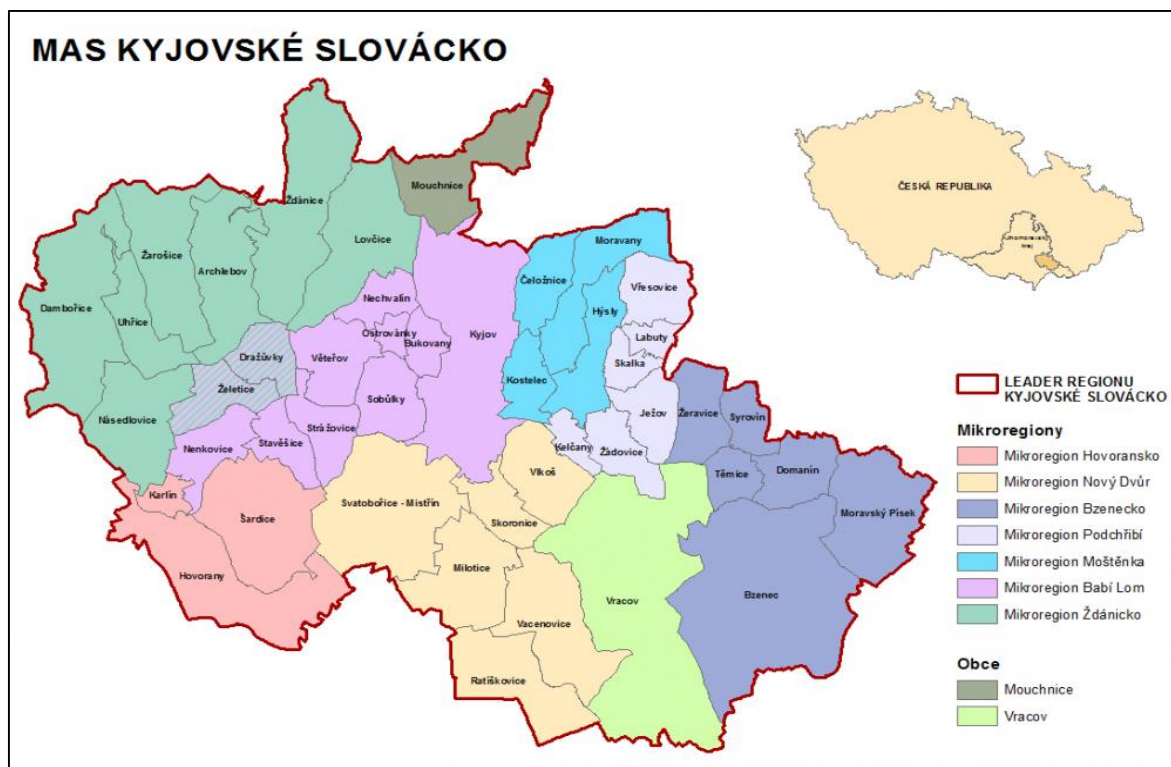 MAS KYJOVSKÉ SLOVÁCKO
ČESKÁ REPUBLIKA
Ždánice
Mouchnice
Lovčice
Žarošice
Archlebov
Moravany
Čeložnice
Vřesovice
Hýsly
Dambořice
Uhřice
Nechvalín
Ostrovánky
Bukovany
Kyjov
Labuty
Dražůvky
Věteřov
Skalka
Želetice
Kostelec
Sobůlky
Násedlovice
Ježov
Žeravice
Syrovín
Strážovice
Stavěšice
Nenkovice
Kelčany
Žádovice
Domanín
Těmice
Vlkoš
Karlín
Svatobořice - Mistřín
Moravský Písek
Šardice
Skoronice
Hovorany
Milotice
Vracov
Bzenec
Vacenovice
Ratíškovice
LEADER REGIONU
KYJOVSKÉ SLOVÁCKO
Mikroregiony
Mikroregion Hovoransko
Mikroregion Nový Dvůr
Mikroregion Bzenecko
Mikroregion Podchřibí
Mikroregion Moštěnka
Mikroregion Babí Lom
Mikroregion Ždánicko
Obce
Mouchnice
Vracov